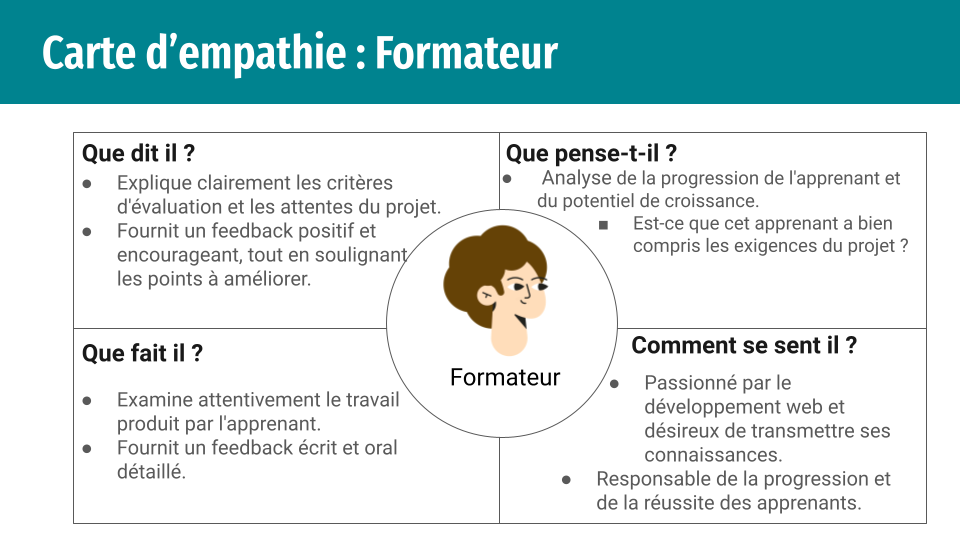 Carte d’empathie : Formateur
Que dit il ?
● Explique clairement les critères
d'évaluation et les attentes du projet.
● Fournit un feedback positif et
encourageant, tout en soulignant
les points à améliorer.
Que pense-t-il ?
● Analyse de la progression de l'apprenant et
du potentiel de croissance.
■ Est-ce que cet apprenant a bien
compris les exigences du projet ?
Formateur
Que fait il ?
● Examine attentivement le travail
produit par l'apprenant.
● Fournit un feedback écrit et oral
détaillé.
Comment se sent il ?
● Passionné par le
développement web et
désireux de transmettre ses
connaissances.
● Responsable de la progression et
de la réussite des apprenants.